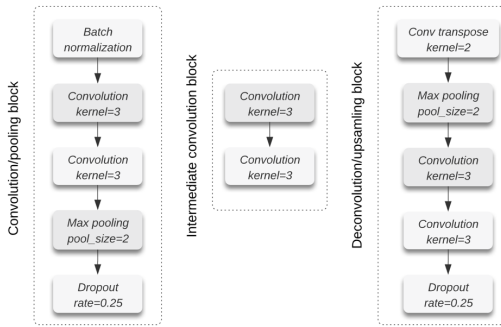 Convolution/pooling block
Batch
normalization
Convolution
kernel=3
Convolution
kernel=3
Max pooling
pool_size=2
Dropout
rate=0.25
Intermediate convolution block
Convolution
kernel=3
Convolution
kernel=3
Deconvolution/upsamling block
Conv transpose
kernel=2
Max pooling
pool_size=2
Convolution
kernel=3
Convolution
kernel=3
Dropout
rate=0.25